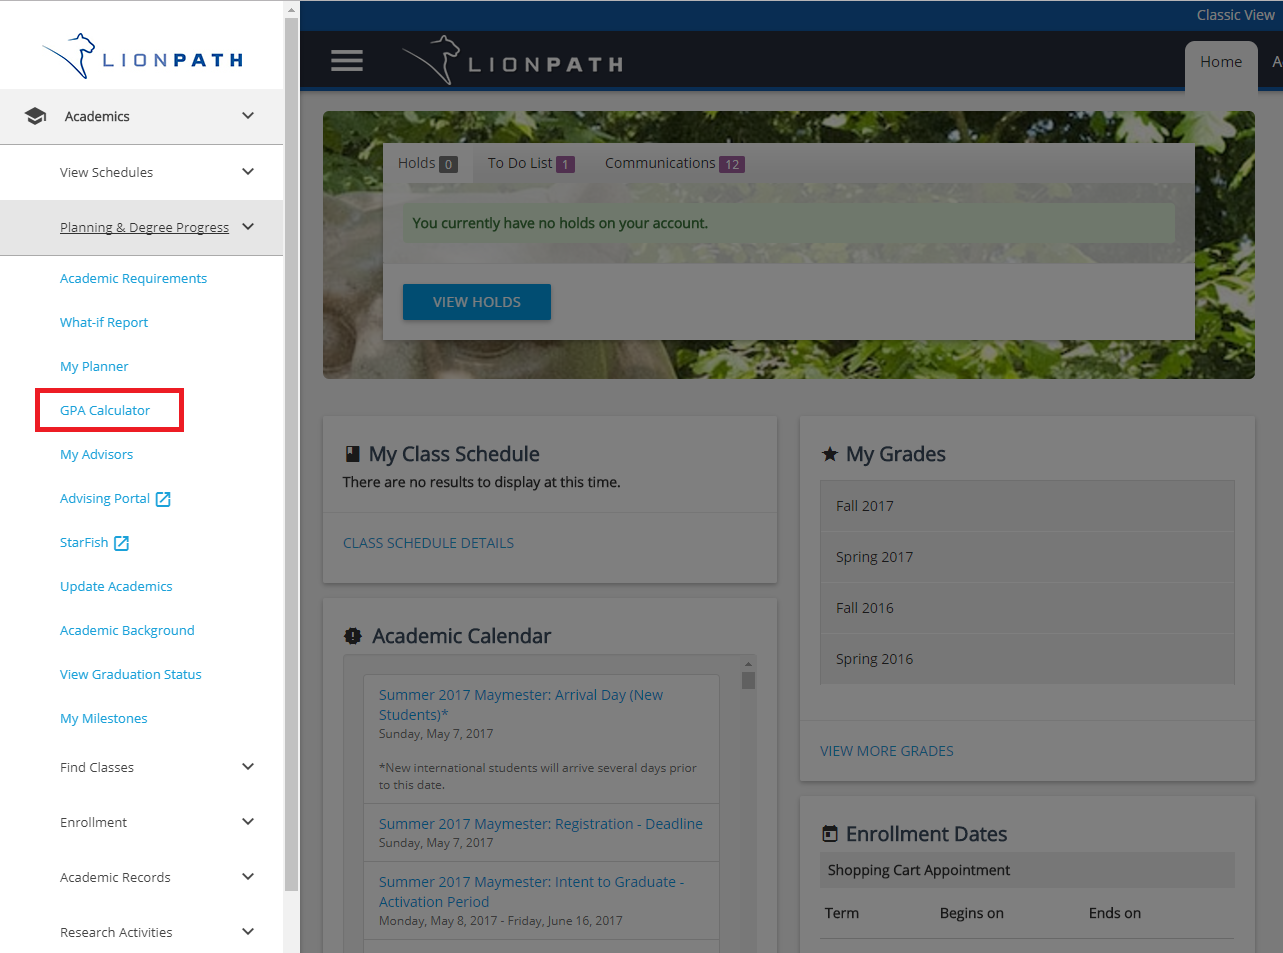 LIONPATH
Academics
View Schedules
Planning & Degree Progress
Academic Requirements
What-if Report
My Planner
GPA Calculator
My Advisors
Advising Portal
StarFish
Update Academics
Academic Background
View Graduation Status
My Milestones
Find Classes
Enrollment
Academic Records
Research Activities
Classic View
LIONPATH
Home
A
Holds 0 To Do List 1 Communications 12
You currently have no holds on your account.
VIEW HOLDS
My Class Schedule
There are no results to display at this time.
CLASS SCHEDULE DETAILS
Academic Calendar
Summer 2017 Maymester: Arrival Day (New
Students)*
Sunday, May 7, 2017
*New international students will arrive several days prior
to this date.
Summer 2017 Maymester: Registration - Deadline
Sunday, May 7, 2017
Summer 2017 Maymester: Intent to Graduate -
Activation Period
Monday, May 8, 2017 - Friday, June 16, 2017
My Grades
Fall 2017
Spring 2017
Fall 2016
Spring 2016
VIEW MORE GRADES
Enrollment Dates
Shopping Cart Appointment
Term Begins on Ends on